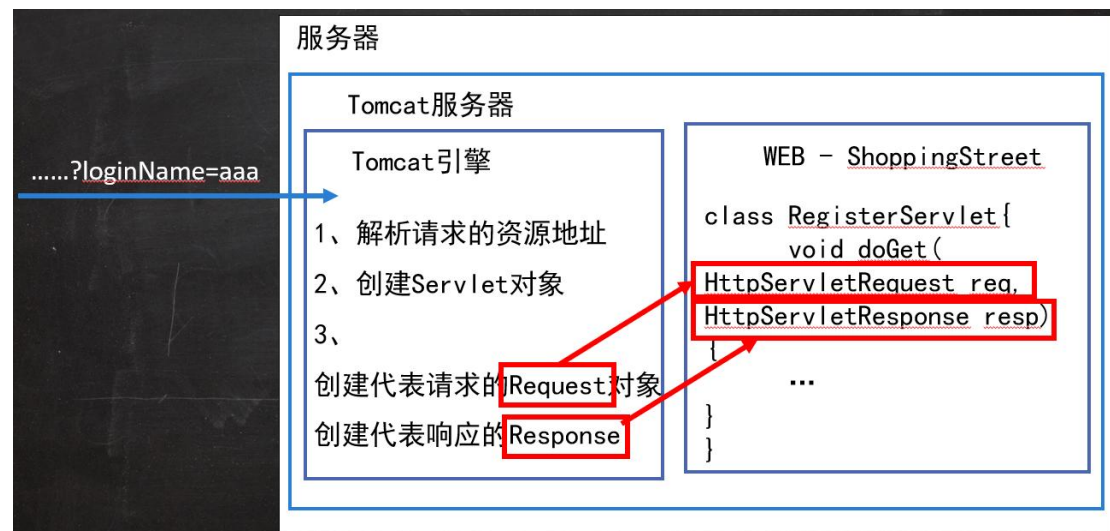 服务器
Tomcat服务器
……?loginName=aaa
Tomcat引擎
1、解析请求的资源地址
2、创建Servlet对象
3、
创建代表请求的Request对象
创建代表响应的Response
WEB - ShoppingStreet
class RegisterServlet{
void doGet(
HttpServletRequest req,
HttpServletResponse resp)
{
...
}
}